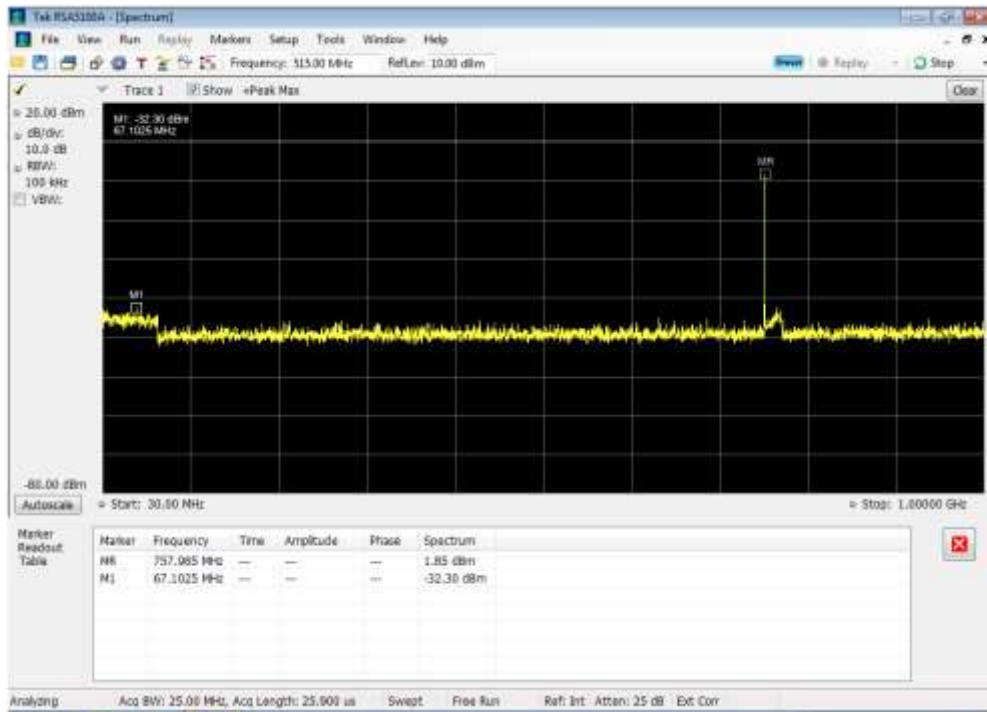 Tek RSA5100A - [Spectrum]
File View Run Replay Markers Setup Tools Window Help
Frequency: 515.00 MHz RefLev: 10.00 dBm Preset Replay Stop
Trace 1 Show +Peak Max Clear
20.00 dBm
dB/div:
10.0 dB
RBW:
100 kHz
VBW:
M1: -32.30 dBm
67.1025 MHz
MR
M1
-80.00 dBm
Autoscale Start: 30.00 MHz Stop: 1.00000 GHz
Marker
Readout
Table
Marker Frequency Time Amplitude Phase Spectrum
MR 757.985 MHz --- --- --- 1.85 dBm
M1 67.1025 MHz --- --- --- -32.30 dBm
Analyzing Acq BW: 25.00 MHz, Acq Length: 25.900 us Swept Free Run Ref: Int Atten: 25 dB Ext Corr